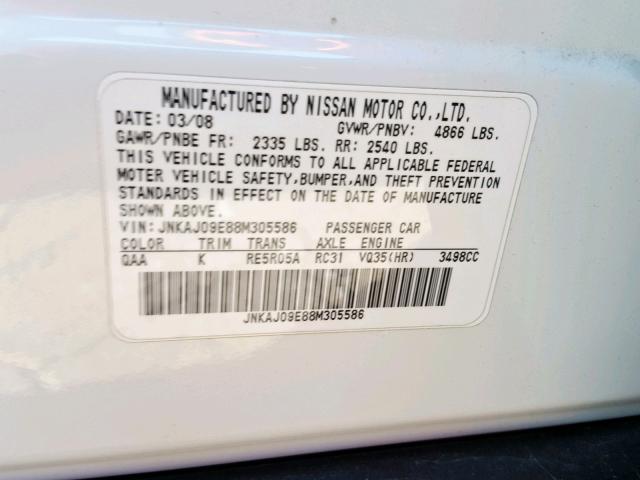 MANUFACTURED BY NISSAN MOTOR CO.,LTD.
DATE: 03/08 GVWR/PNBV: 4866 LBS.
GAWR/PNBE FR: 2335 LBS. RR: 2540 LBS.
THIS VEHICLE CONFORMS TO ALL APPLICABLE FEDERAL
MOTER VEHICLE SAFETY,BUMPER,AND THEFT PREVENTION
STANDARDS IN EFFECT ON THE DATE OF MANUFACTURE
SHOWN ABOVE.
VIN: JNKAJ09E88M305586 PASSENGER CAR
COLOR TRIM TRANS AXLE ENGINE
QAA K RE5R05A RC31 VQ35(HR) 3498CC
JNKAJ09E88M305586